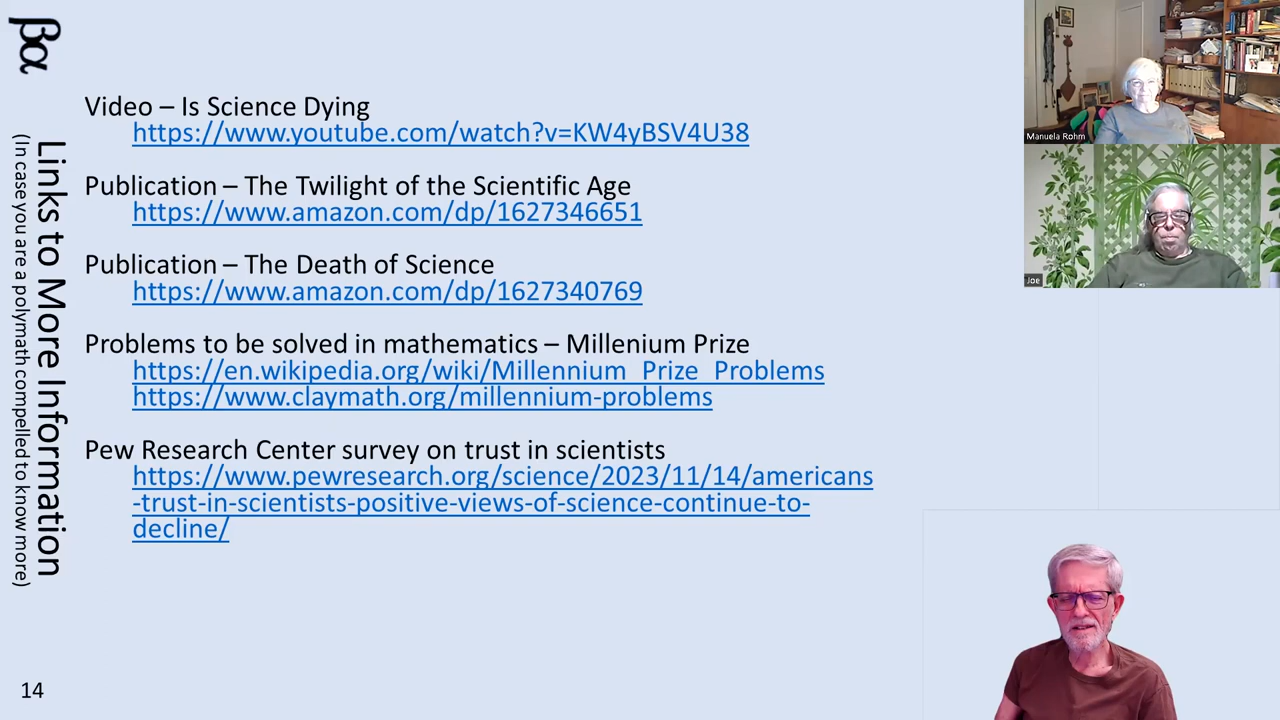 βα
Links to More Information
(In case you are a polymath compelled to know more)
Video – Is Science Dying
https://www.youtube.com/watch?v=KW4yBSV4U38
Publication – The Twilight of the Scientific Age
https://www.amazon.com/dp/1627346651
Publication – The Death of Science
https://www.amazon.com/dp/1627340769
Problems to be solved in mathematics – Millenium Prize
https://en.wikipedia.org/wiki/Millennium_Prize_Problems
https://www.claymath.org/millennium-problems
Pew Research Center survey on trust in scientists
https://www.pewresearch.org/science/2023/11/14/americans
-trust-in-scientists-positive-views-of-science-continue-to-
decline/
14
Manuela Rohm
Joe